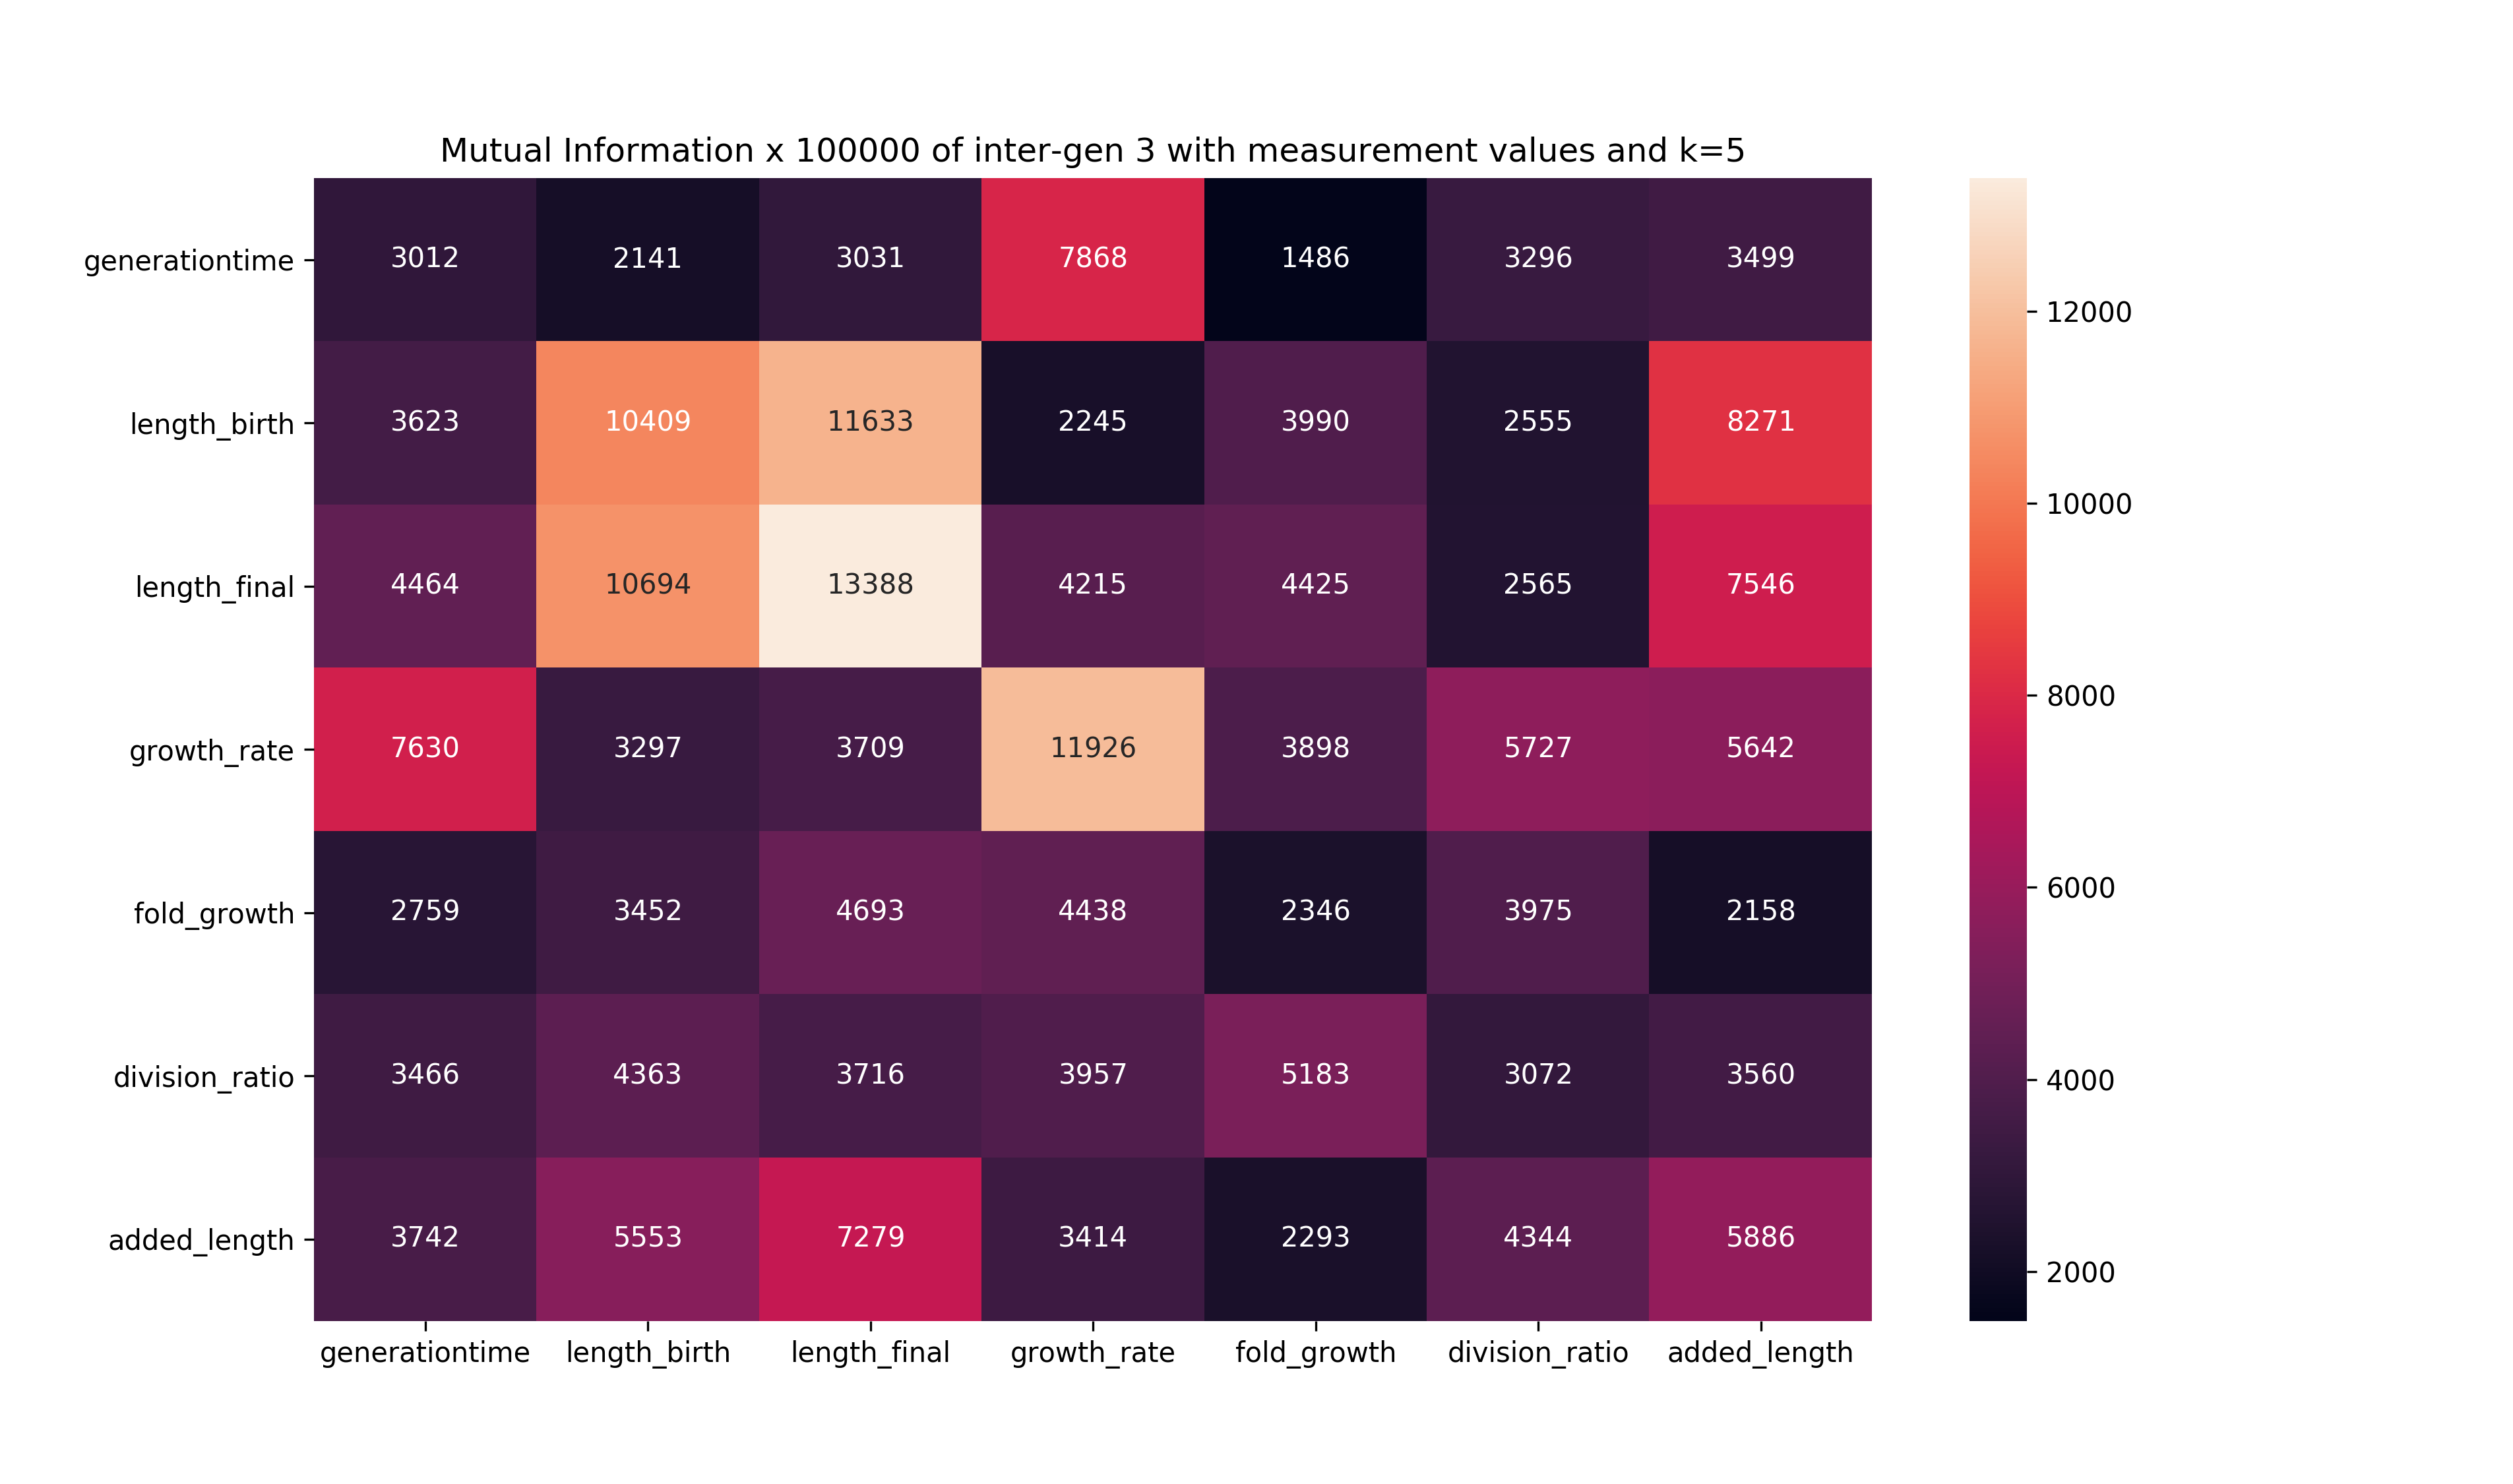 Mutual Information x 100000 of inter-gen 3 with measurement values and k=5
generationtime 3012 2141 3031 7868 1486 3296 3499
length_birth 3623 10409 11633 2245 3990 2555 8271
length_final 4464 10694 13388 4215 4425 2565 7546
growth_rate 7630 3297 3709 11926 3898 5727 5642
fold_growth 2759 3452 4693 4438 2346 3975 2158
division_ratio 3466 4363 3716 3957 5183 3072 3560
added_length 3742 5553 7279 3414 2293 4344 5886
generationtime length_birth length_final growth_rate fold_growth division_ratio added_length
12000
10000
8000
6000
4000
2000